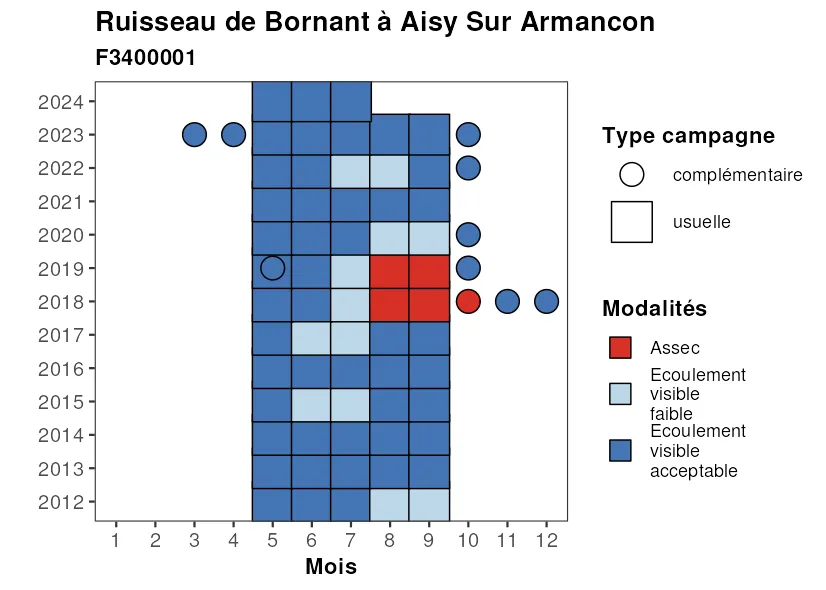 Ruisseau de Bornant à Aisy Sur Armancon
F3400001
2024
2023
2022
2021
2020
2019
2018
2017
2016
2015
2014
2013
2012
1 2 3 4 5 6 7 8 9 10 11 12
Mois
Type campagne
complémentaire
usuelle
Modalités
Assec
Ecoulement
visible
faible
Ecoulement
visible
acceptable